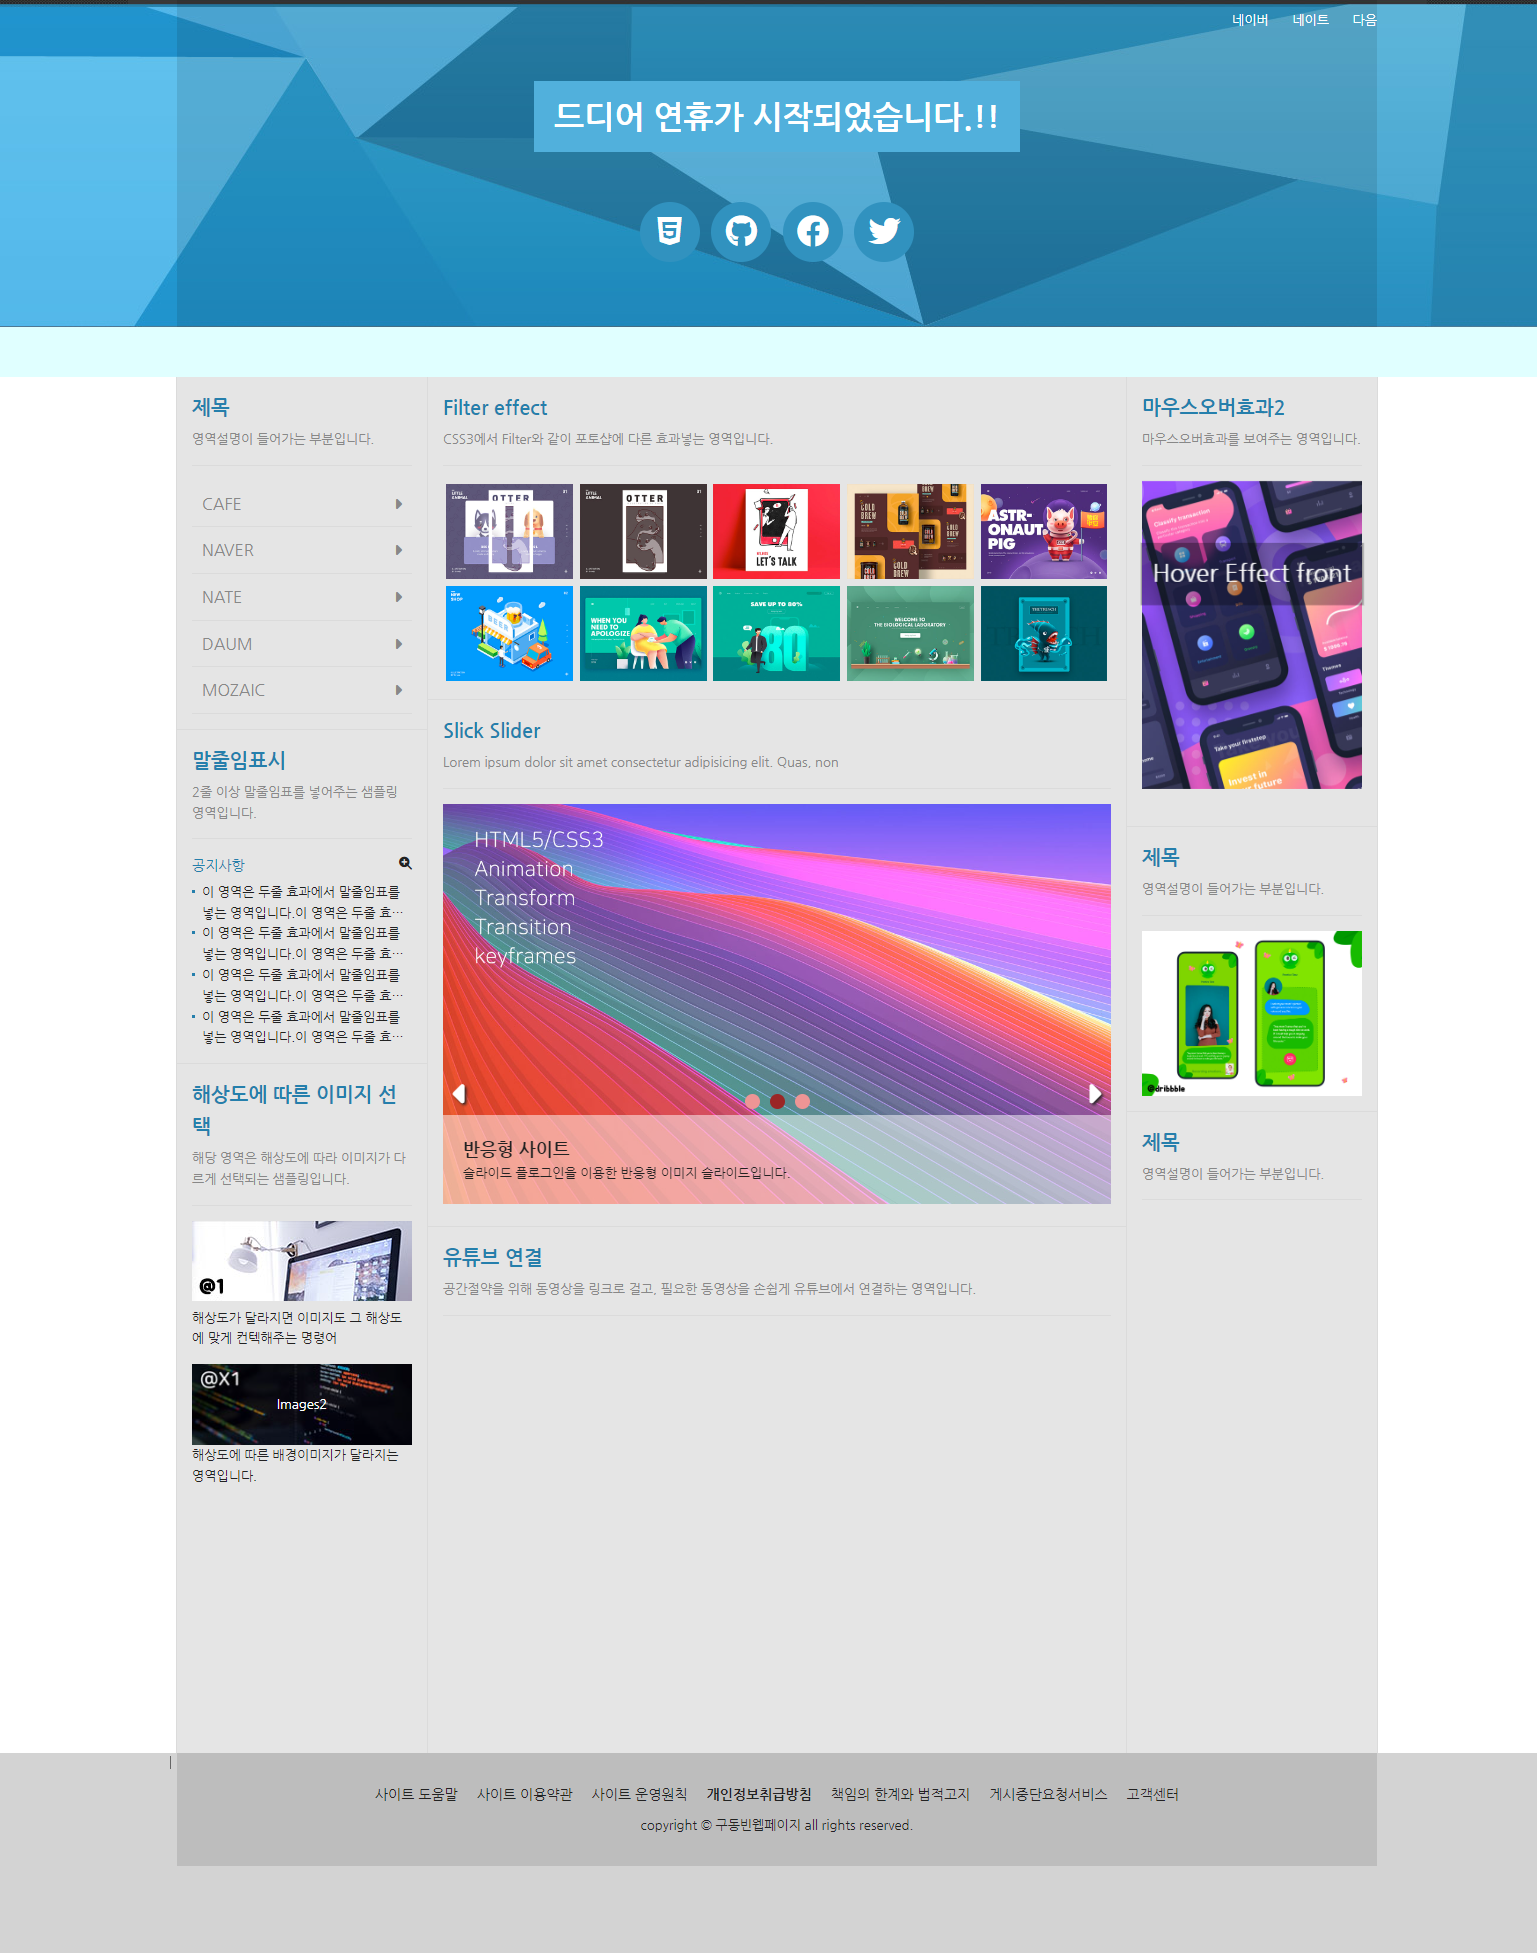 네이버 네이트 다음
드디어 연휴가 시작되었습니다.!!
제목
영역설명이 들어가는 부분입니다.
CAFE
NAVER
NATE
DAUM
MOZAIC
말줄임표시
2줄 이상 말줄임표를 넣어주는 샘플링
영역입니다.
공지사항
이 영역은 두줄 효과에서 말줄임표를
넣는 영역입니다.이 영역은 두줄 효…
이 영역은 두줄 효과에서 말줄임표를
넣는 영역입니다.이 영역은 두줄 효…
이 영역은 두줄 효과에서 말줄임표를
넣는 영역입니다.이 영역은 두줄 효…
이 영역은 두줄 효과에서 말줄임표를
넣는 영역입니다.이 영역은 두줄 효…
해상도에 따른 이미지 선
택
해당 영역은 해상도에 따라 이미지가 다
르게 선택되는 샘플링입니다.
@1
해상도가 달라지면 이미지도 그 해상도
에 맞게 컨텍해주는 명령어
@X1
Images2
해상도에 따른 배경이미지가 달라지는
영역입니다.
Filter effect
CSS3에서 Filter와 같이 포토샵에 다른 효과넣는 영역입니다.
OTTER
OTTER
LET'S TALK
COLD
BREW
ASTR-
ONAUT
PIG
BEER
WHEN YOU
NEED TO
APOLOGIZE
SAVE UP TO 80%
80
WELCOME TO
THE BIOLOGICAL LABORATORY
Slick Slider
Lorem ipsum dolor sit amet consectetur adipisicing elit. Quas, non
HTML5/CSS3
Animation
Transform
Transition
keyframes
반응형 사이트
슬라이드 플로그인을 이용한 반응형 이미지 슬라이드입니다.
유튜브 연결
공간절약을 위해 동영상을 링크로 걸고, 필요한 동영상을 손쉽게 유튜브에서 연결하는 영역입니다.
마우스오버효과2
마우스오버효과를 보여주는 영역입니다.
Classify transaction
Hover Effect front
Themes
Take your firststep
Invest in
제목
영역설명이 들어가는 부분입니다.
@dribbble
제목
영역설명이 들어가는 부분입니다.
사이트 도움말 사이트 이용약관 사이트 운영원칙 개인정보취급방침 책임의 한계와 법적고지 게시중단요청서비스 고객센터
copyright © 구동빈웹페이지 all rights reserved.